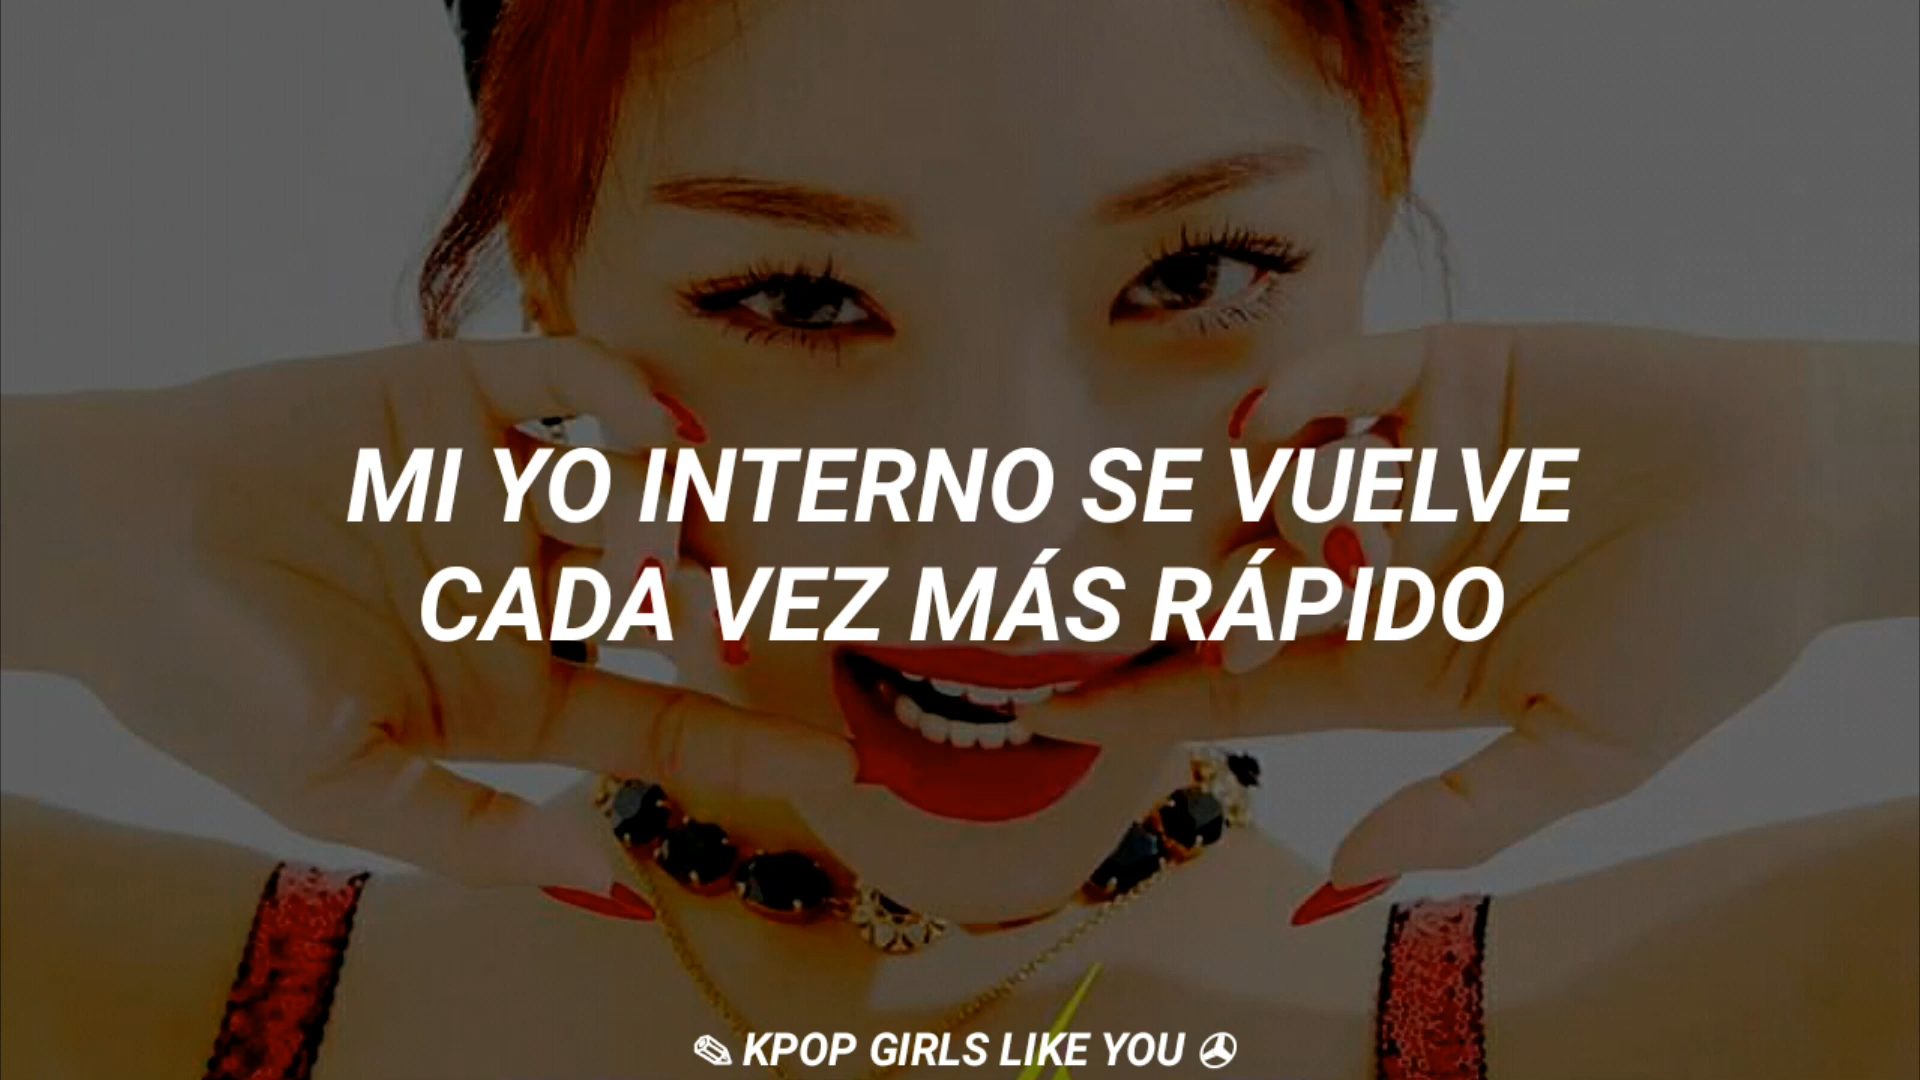 MI YO INTERNO SE VUELVE
CADA VEZ MÁS RÁPIDO
✎ KPOP GIRLS LIKE YOU